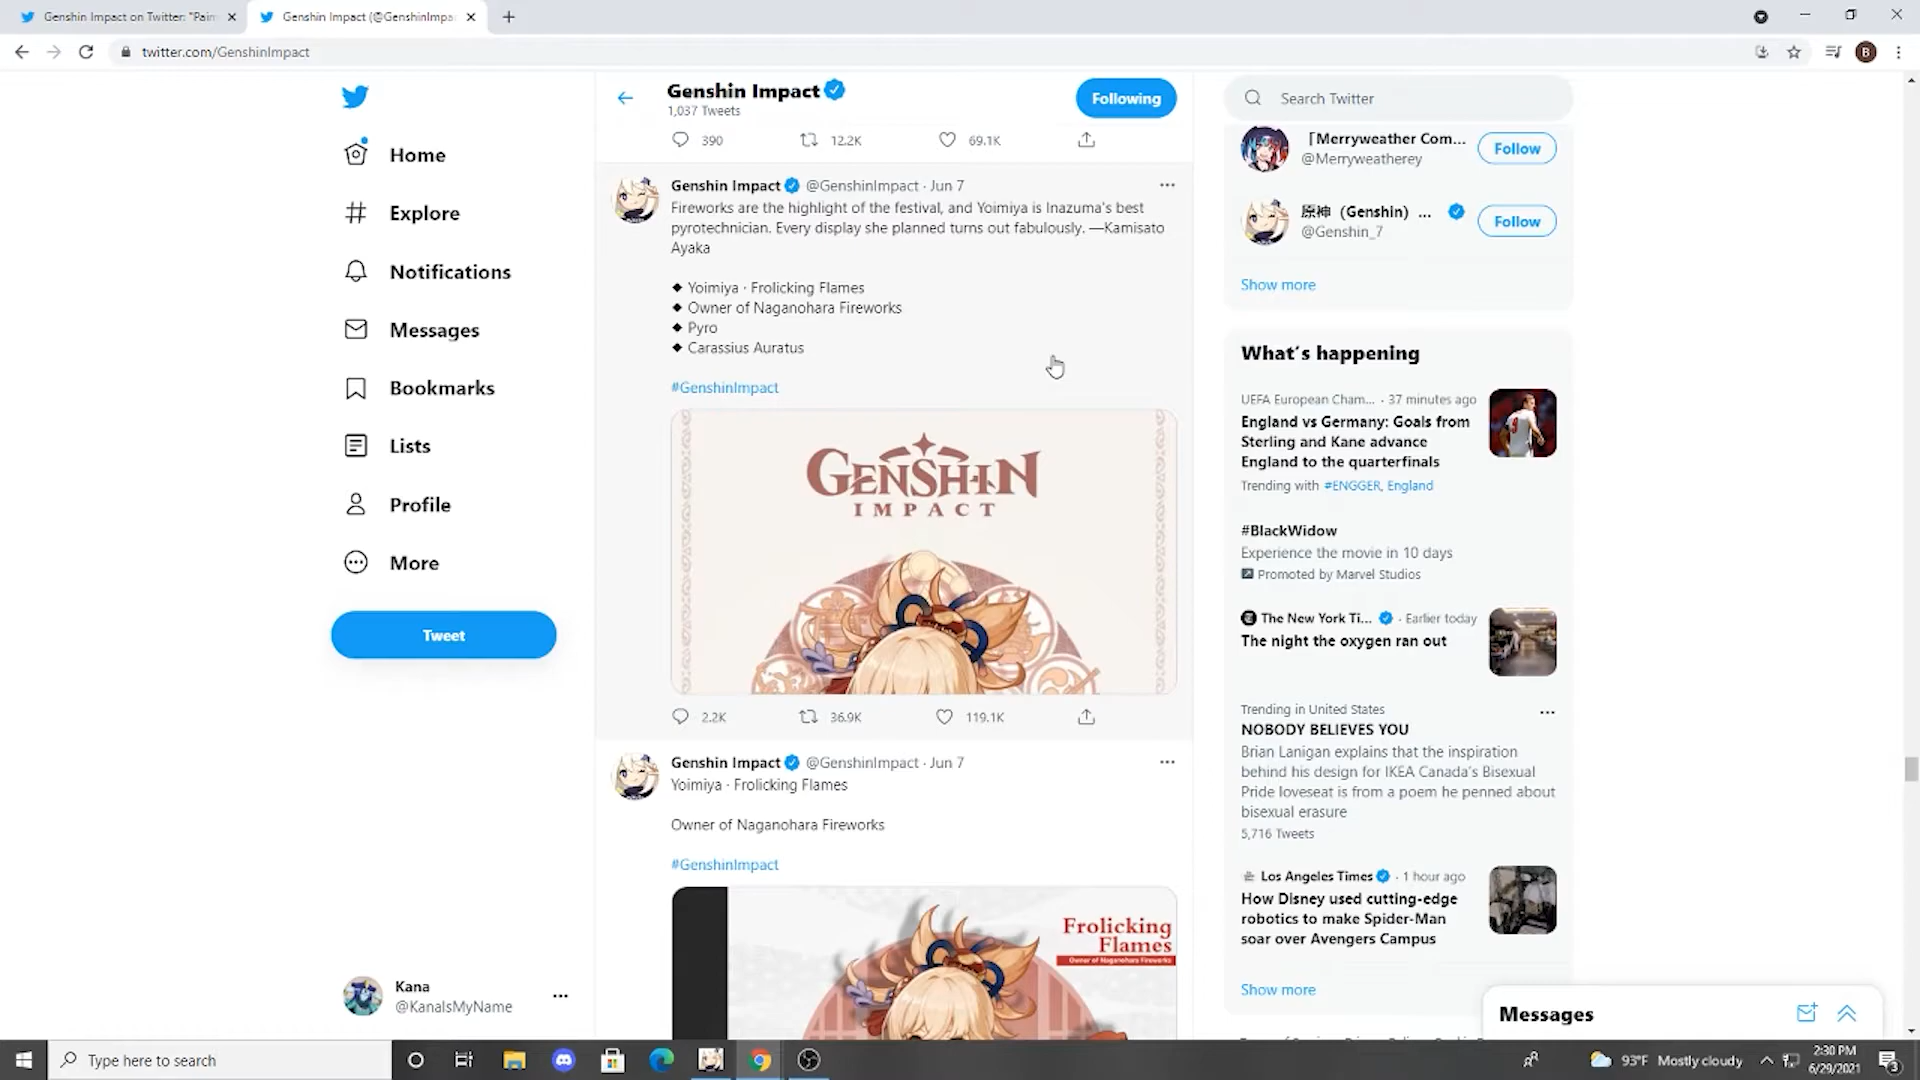 Genshin Impact on Twitter: "Paim
Genshin Impact (@GenshinImpa
twitter.com/GenshinImpact
B
Home
Explore
Notifications
Messages
Bookmarks
Lists
Profile
More
Tweet
Kana
@KanaIsMyName
Genshin Impact
1,037 Tweets
Following
390 12.2K 69.1K
Genshin Impact @GenshinImpact · Jun 7
Fireworks are the highlight of the festival, and Yoimiya is Inazuma's best
pyrotechnician. Every display she planned turns out fabulously. —Kamisato
Ayaka
◆ Yoimiya · Frolicking Flames
◆ Owner of Naganohara Fireworks
◆ Pyro
◆ Carassius Auratus
#GenshinImpact
GENSHIN
IMPACT
2.2K 36.9K 119.1K
Genshin Impact @GenshinImpact · Jun 7
Yoimiya · Frolicking Flames
Owner of Naganohara Fireworks
#GenshinImpact
Frolicking
Flames
Owner of Naganohara Fireworks
Search Twitter
「Merryweather Com...
@Merryweatherey
Follow
原神（Genshin）...
@Genshin_7
Follow
Show more
What's happening
UEFA European Cham... · 37 minutes ago
England vs Germany: Goals from
Sterling and Kane advance
England to the quarterfinals
Trending with #ENGGER, England
#BlackWidow
Experience the movie in 10 days
Promoted by Marvel Studios
The New York Ti... · Earlier today
The night the oxygen ran out
Trending in United States
NOBODY BELIEVES YOU
Brian Lanigan explains that the inspiration
behind his design for IKEA Canada's Bisexual
Pride loveseat is from a poem he penned about
bisexual erasure
5,716 Tweets
Los Angeles Times · 1 hour ago
How Disney used cutting-edge
robotics to make Spider-Man
soar over Avengers Campus
Show more
Messages
Type here to search
93°F Mostly cloudy
2:30 PM
6/29/2021
3